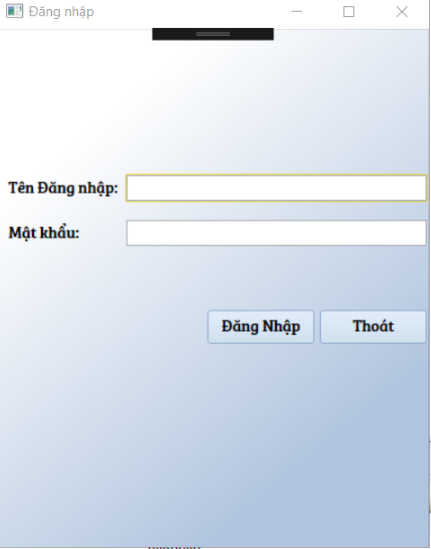 Đăng nhập
Tên Đăng nhập:
Mật khẩu:
Đăng Nhập Thoát